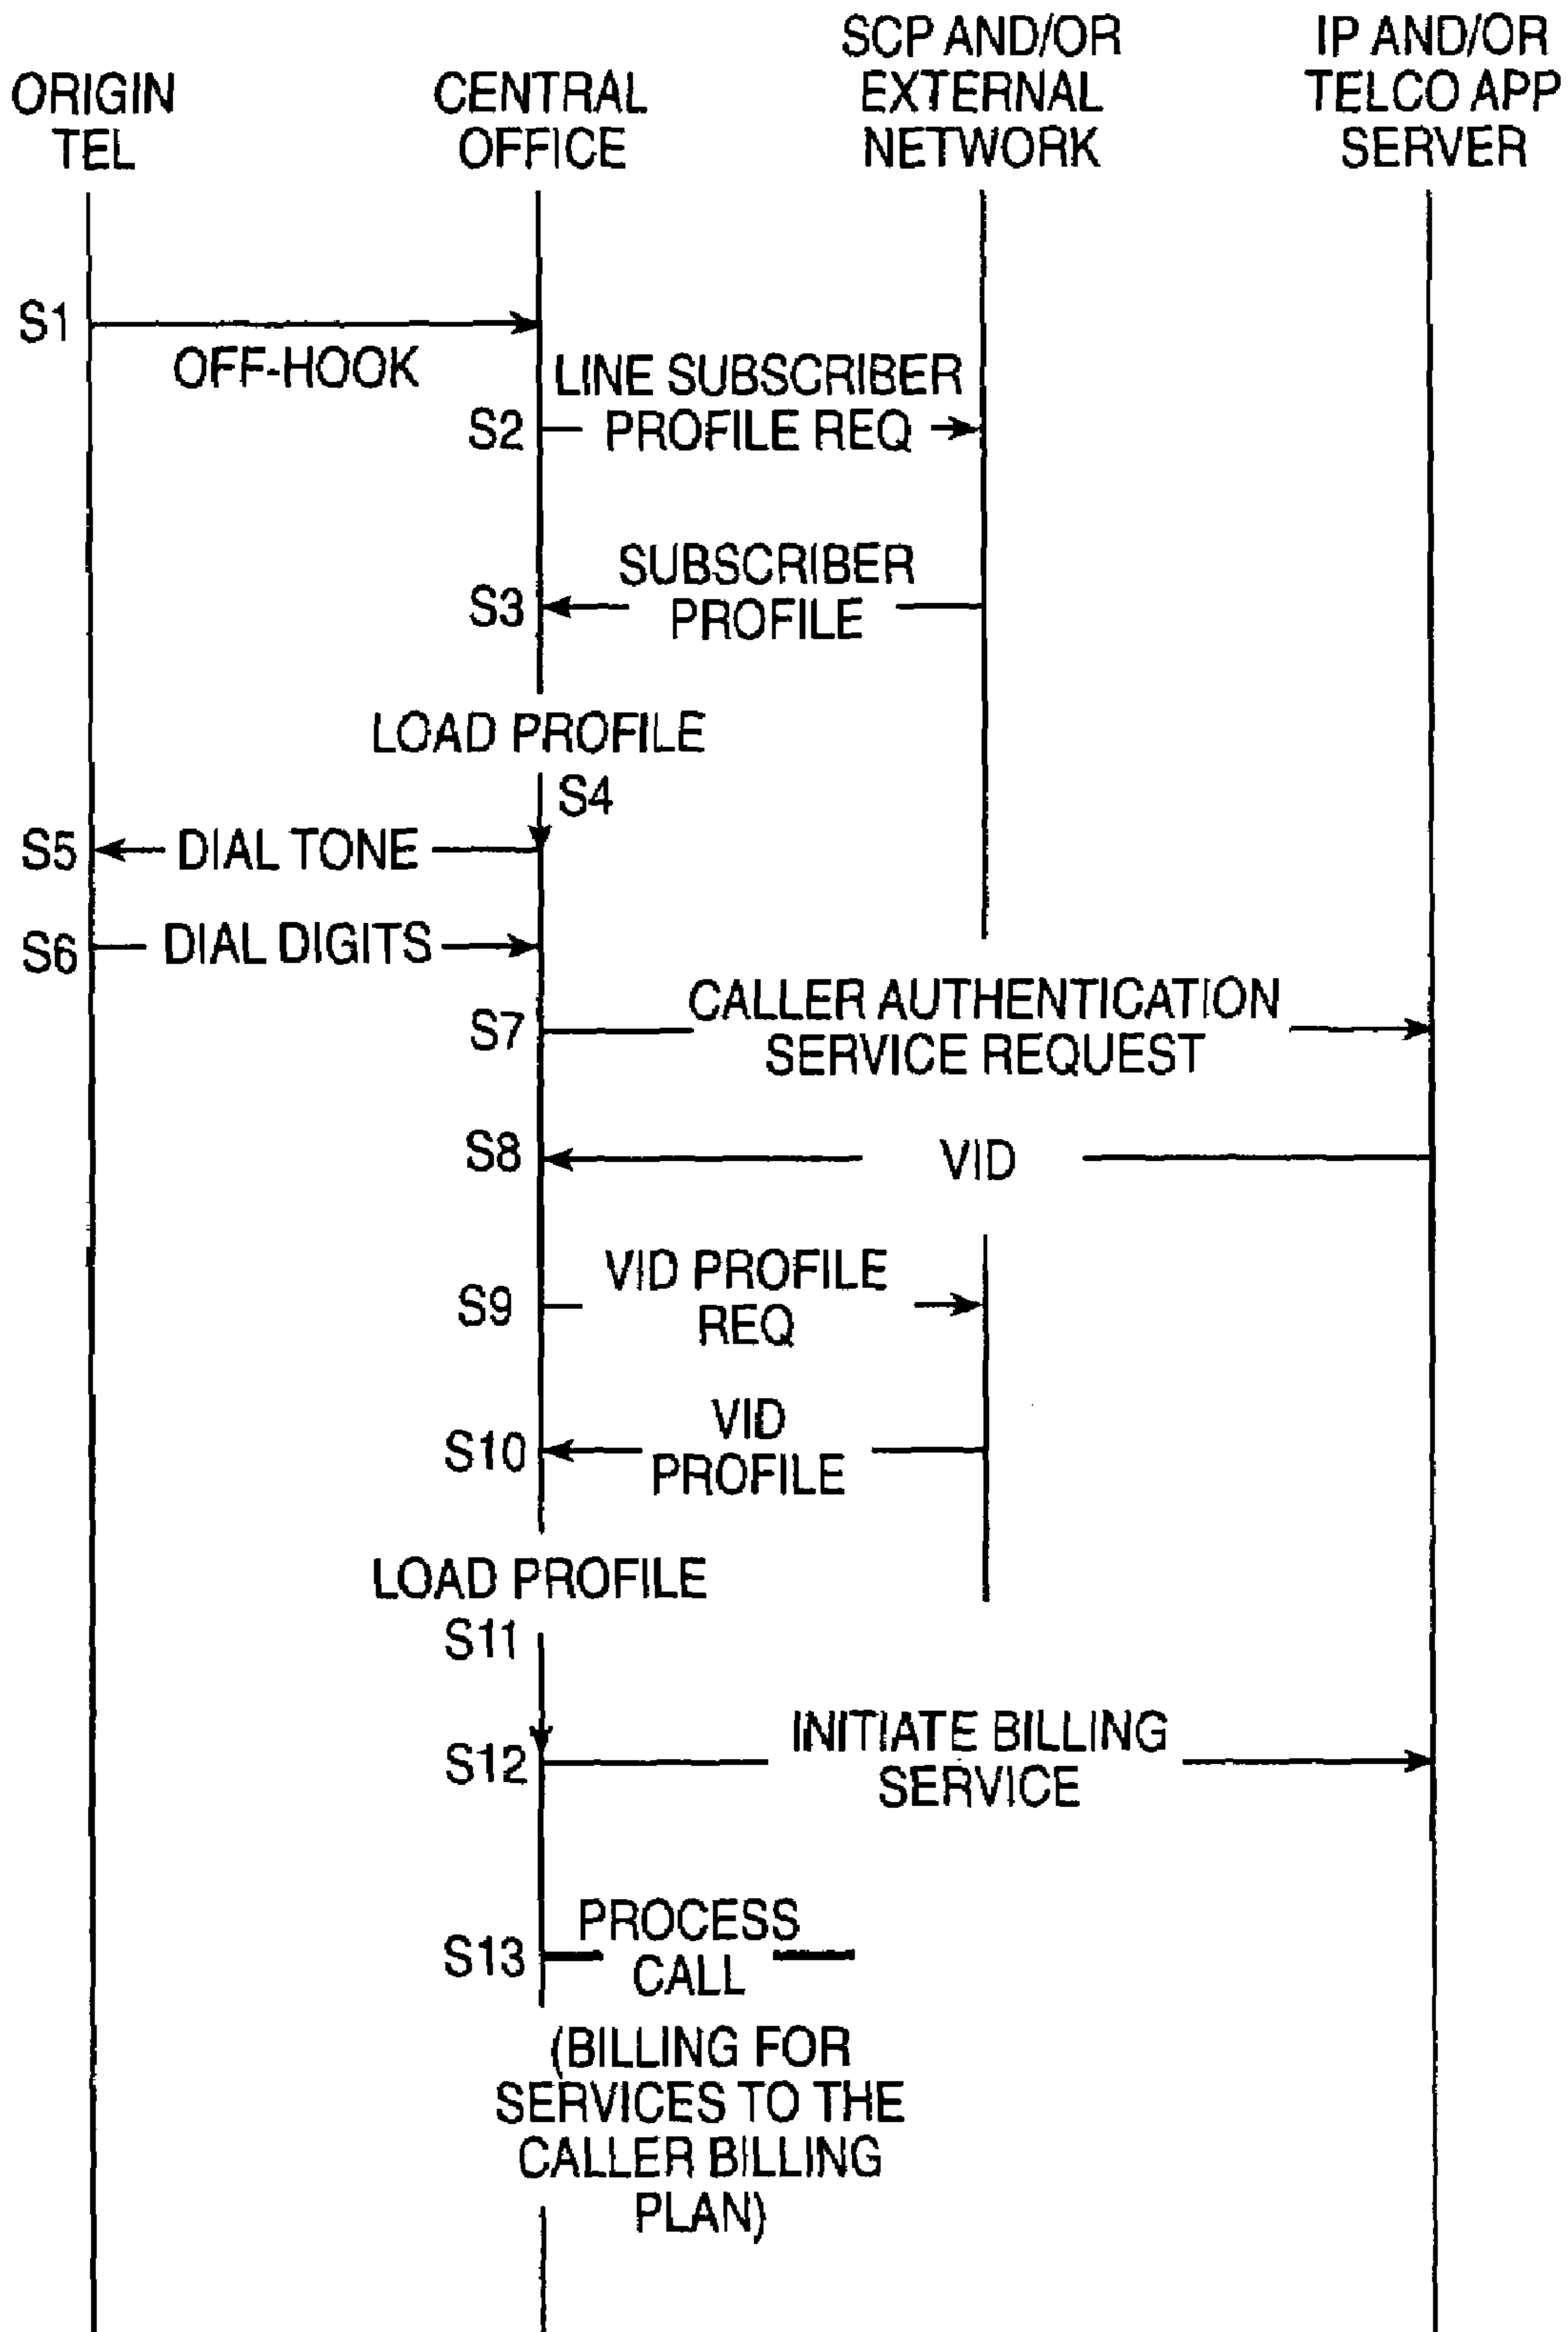 ORIGIN
TEL
CENTRAL
OFFICE
SCP AND/OR
EXTERNAL
NETWORK
IP AND/OR
TELCO APP
SERVER
S1
OFF-HOOK
LINE SUBSCRIBER
S2 PROFILE REQ
SUBSCRIBER
S3 PROFILE
LOAD PROFILE
S4
S5 DIAL TONE
S6 DIAL DIGITS
CALLER AUTHENTICATION
S7 SERVICE REQUEST
S8 VID
VID PROFILE
S9 REQ
VID
S10 PROFILE
LOAD PROFILE
S11
INITIATE BILLING
S12 SERVICE
PROCESS
S13 CALL
(BILLING FOR
SERVICES TO THE
CALLER BILLING
PLAN)